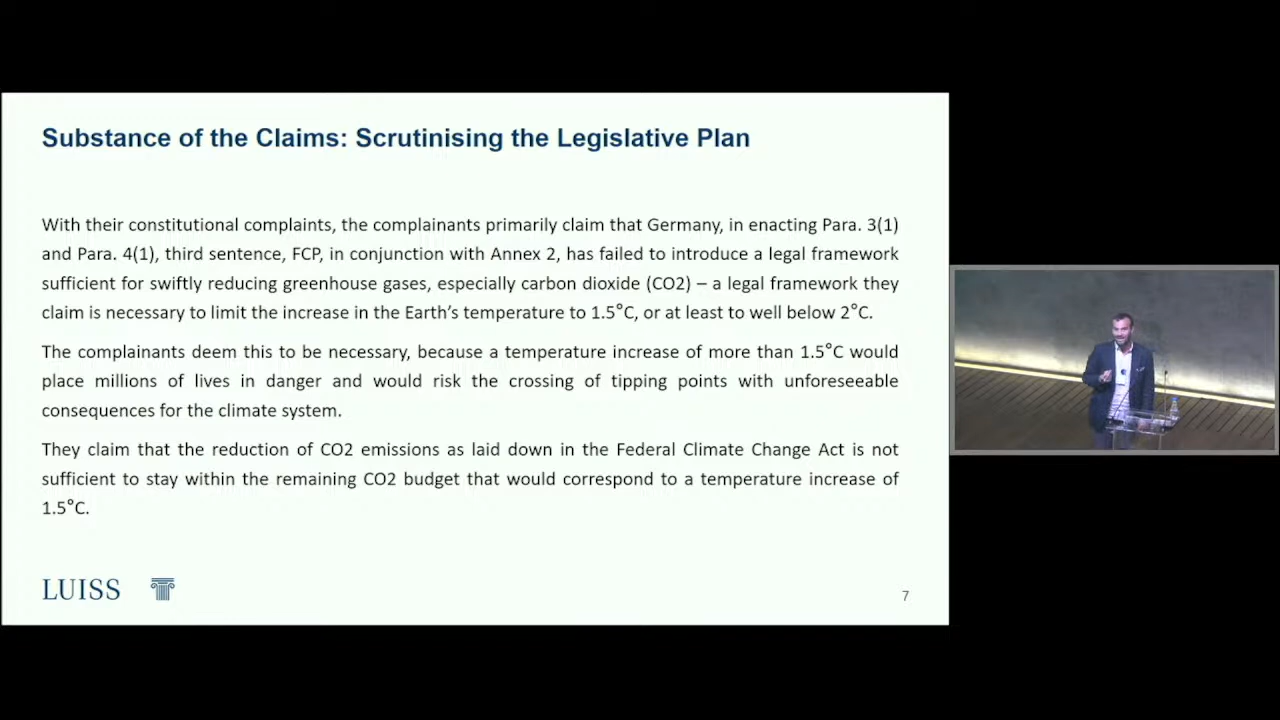 Substance of the Claims: Scrutinising the Legislative Plan
With their constitutional complaints, the complainants primarily claim that Germany, in enacting Para. 3(1)
and Para. 4(1), third sentence, FCP, in conjunction with Annex 2, has failed to introduce a legal framework
sufficient for swiftly reducing greenhouse gases, especially carbon dioxide (CO2) – a legal framework they
claim is necessary to limit the increase in the Earth’s temperature to 1.5°C, or at least to well below 2°C.
The complainants deem this to be necessary, because a temperature increase of more than 1.5°C would
place millions of lives in danger and would risk the crossing of tipping points with unforeseeable
consequences for the climate system.
They claim that the reduction of CO2 emissions as laid down in the Federal Climate Change Act is not
sufficient to stay within the remaining CO2 budget that would correspond to a temperature increase of
1.5°C.
LUISS
7